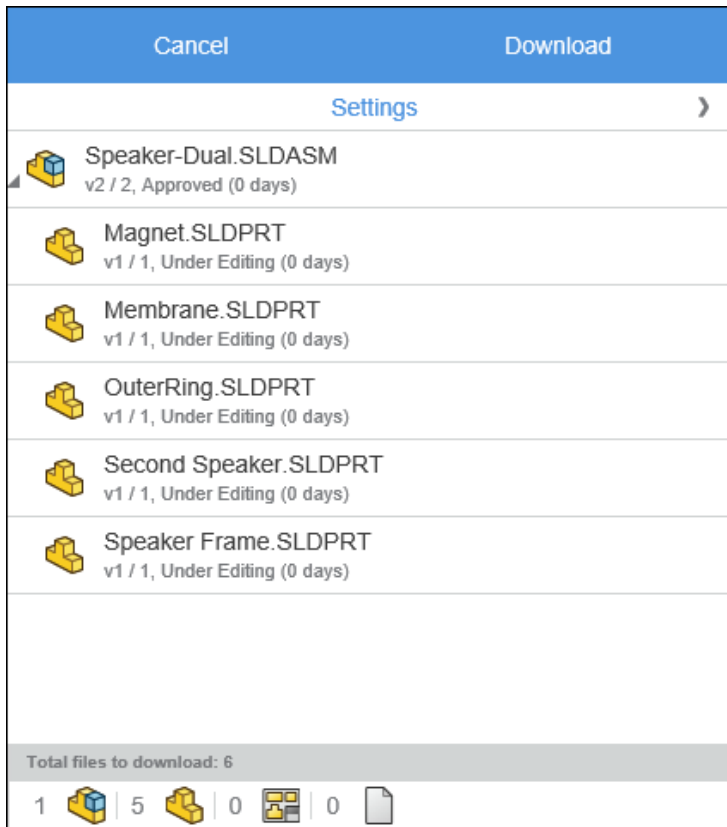 Cancel Download
Settings
Speaker-Dual.SLDASM
v2 / 2, Approved (0 days)
Magnet.SLDPRT
v1 / 1, Under Editing (0 days)
Membrane.SLDPRT
v1 / 1, Under Editing (0 days)
OuterRing.SLDPRT
v1 / 1, Under Editing (0 days)
Second Speaker.SLDPRT
v1 / 1, Under Editing (0 days)
Speaker Frame.SLDPRT
v1 / 1, Under Editing (0 days)
Total files to download: 6
1 5 0 0